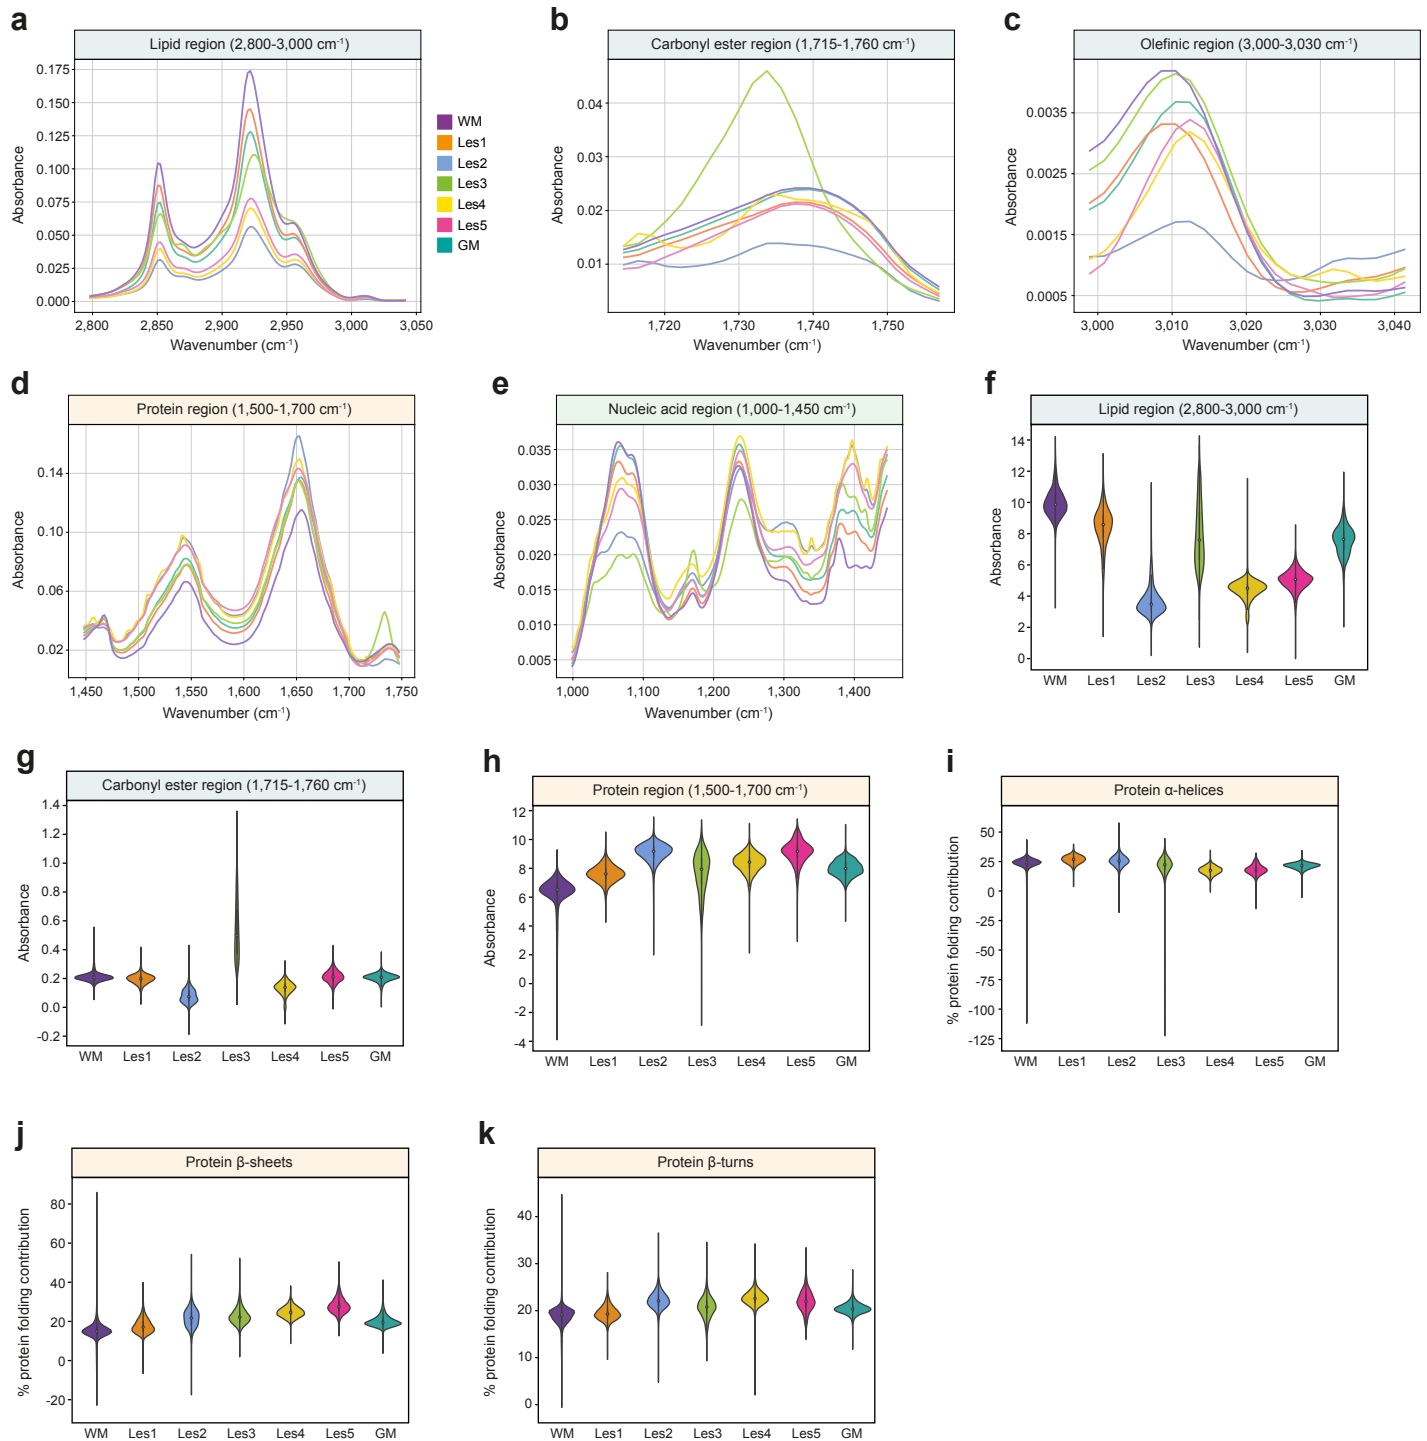 a
Lipid region (2,800-3,000 cm⁻¹)
0.175
0.150
0.125
0.100
0.075
0.050
0.025
0.000
Absorbance
2,800 2,850 2,900 2,950 3,000 3,050
Wavenumber (cm⁻¹)
WM
Les1
Les2
Les3
Les4
Les5
GM
b
Carbonyl ester region (1,715-1,760 cm⁻¹)
0.04
0.03
0.02
0.01
Absorbance
1,720 1,730 1,740 1,750
Wavenumber (cm⁻¹)
c
Olefinic region (3,000-3,030 cm⁻¹)
0.0035
0.0025
0.0015
0.0005
Absorbance
3,000 3,010 3,020 3,030 3,040
Wavenumber (cm⁻¹)
d
Protein region (1,500-1,700 cm⁻¹)
0.14
0.10
0.06
0.02
Absorbance
1,450 1,500 1,550 1,600 1,650 1,700 1,750
Wavenumber (cm⁻¹)
e
Nucleic acid region (1,000-1,450 cm⁻¹)
0.035
0.030
0.025
0.020
0.015
0.010
0.005
Absorbance
1,000 1,100 1,200 1,300 1,400
Wavenumber (cm⁻¹)
f
Lipid region (2,800-3,000 cm⁻¹)
14
12
10
8
6
4
2
0
Absorbance
WM Les1 Les2 Les3 Les4 Les5 GM
g
Carbonyl ester region (1,715-1,760 cm⁻¹)
1.4
1.2
1.0
0.8
0.6
0.4
0.2
0.0
-0.2
Absorbance
WM Les1 Les2 Les3 Les4 Les5 GM
h
Protein region (1,500-1,700 cm⁻¹)
12
10
8
6
4
2
0
-2
-4
Absorbance
WM Les1 Les2 Les3 Les4 Les5 GM
i
Protein α-helices
50
25
0
-25
-50
-75
-100
-125
% protein folding contribution
WM Les1 Les2 Les3 Les4 Les5 GM
j
Protein β-sheets
80
60
40
20
0
-20
% protein folding contribution
WM Les1 Les2 Les3 Les4 Les5 GM
k
Protein β-turns
40
30
20
10
0
% protein folding contribution
WM Les1 Les2 Les3 Les4 Les5 GM